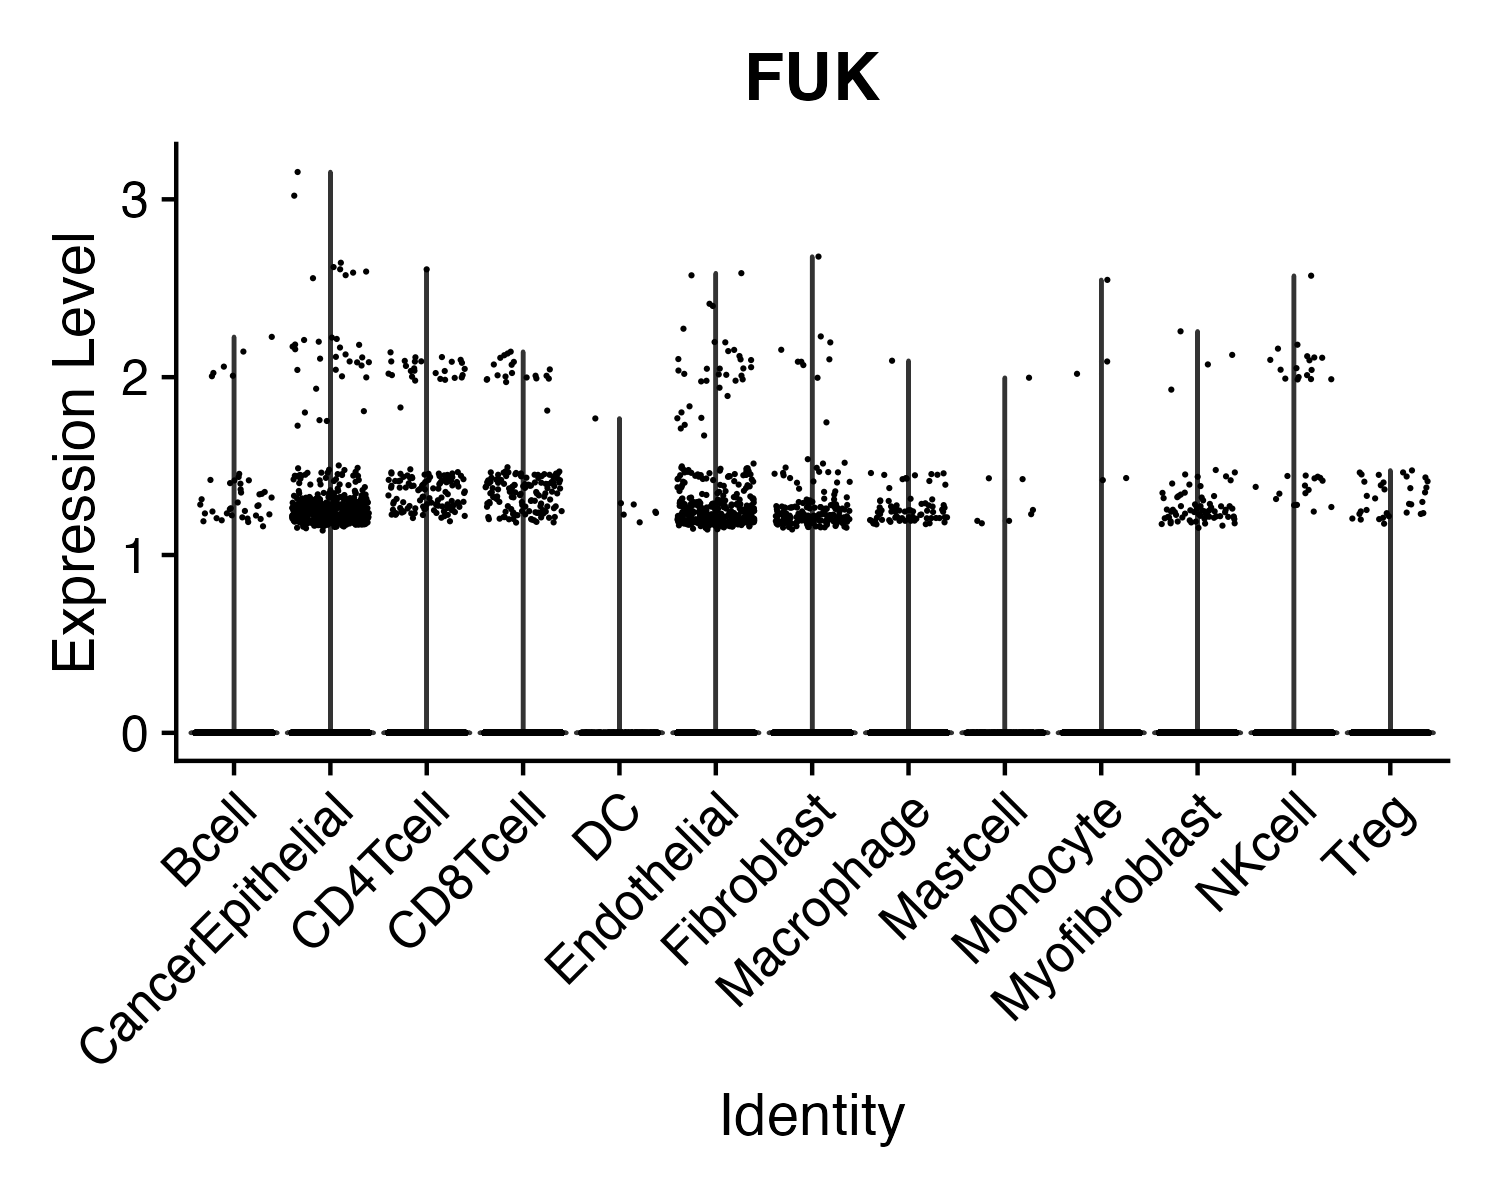 FUK
Expression Level
3
2
1
0
Bcell
CancerEpithelial
CD4Tcell
CD8Tcell
DC
Endothelial
Fibroblast
Macrophage
Mastcell
Monocyte
Myofibroblast
NKcell
Treg
Identity